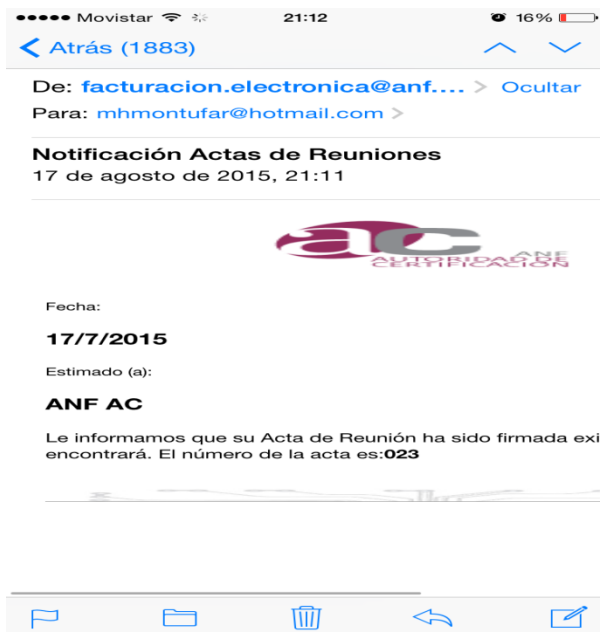 Movistar 21:12 16%
Atrás (1883)
De: facturacion.electronica@anf.... > Ocultar
Para: mhmontufar@hotmail.com >
Notificación Actas de Reuniones
17 de agosto de 2015, 21:11
ac
ANF
AUTORIDAD DE
CERTIFICACIÓN
Fecha:
17/7/2015
Estimado (a):
ANF AC
Le informamos que su Acta de Reunión ha sido firmada exi
encontrará. El número de la acta es:023